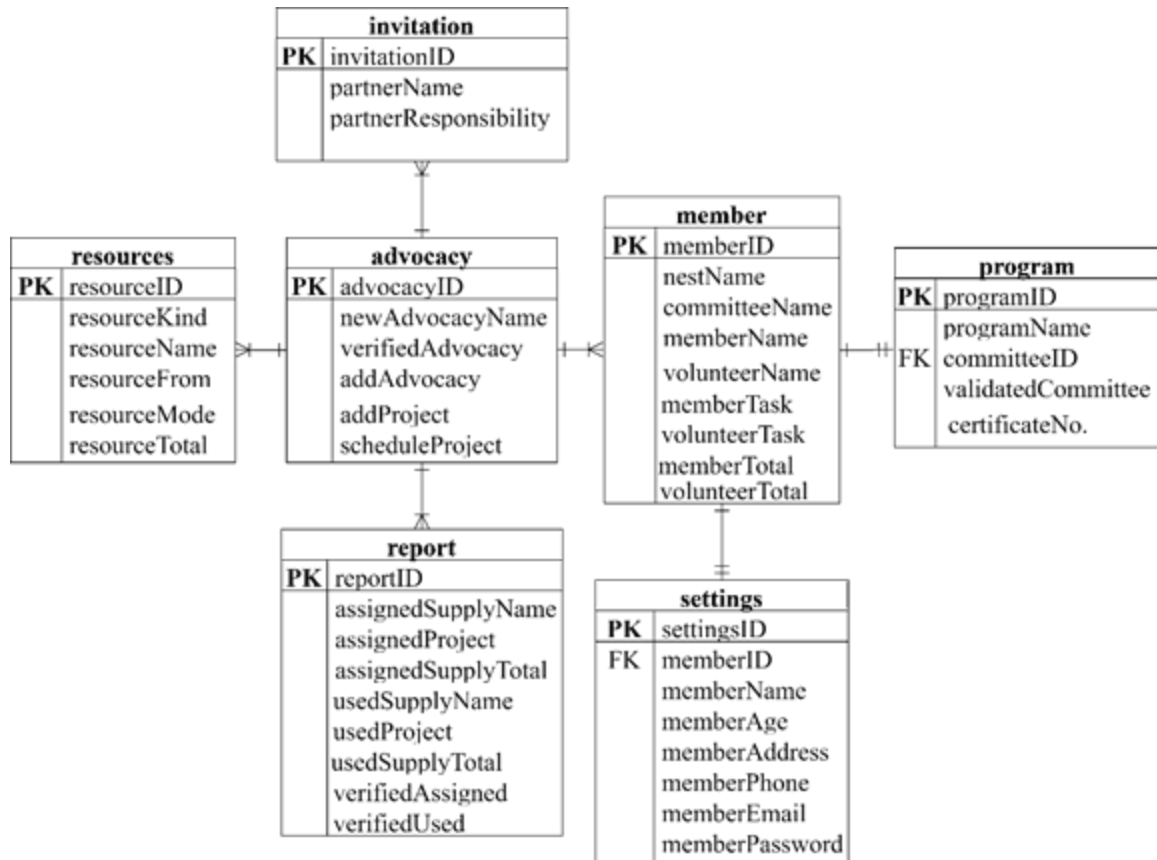 invitation
PK invitationID
partnerName
partnerResponsibility
resources
PK resourceID
resourceKind
resourceName
resourceFrom
resourceMode
resourceTotal
advocacy
PK advocacyID
newAdvocacyName
verifiedAdvocacy
addAdvocacy
addProject
scheduleProject
member
PK memberID
nestName
committeeName
memberName
volunteerName
memberTask
volunteerTask
memberTotal
volunteerTotal
program
PK programID
programName
FK committeeID
validatedCommittee
certificateNo.
report
PK reportID
assignedSupplyName
assignedProject
assignedSupplyTotal
usedSupplyName
usedProject
usedSupplyTotal
verifiedAssigned
verifiedUsed
settings
PK settingsID
FK memberID
memberName
memberAge
memberAddress
memberPhone
memberEmail
memberPassword